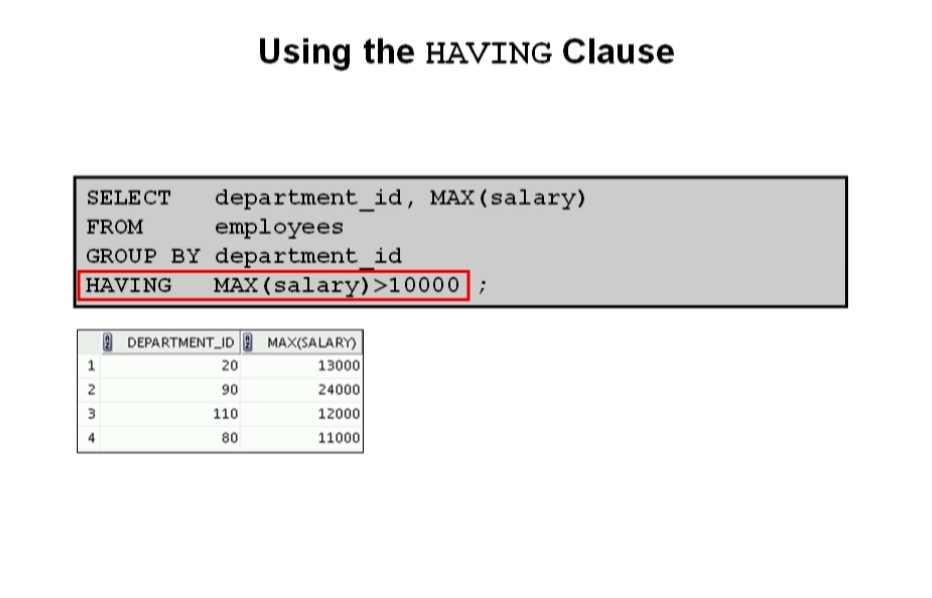 Using the HAVING Clause
SELECT department_id, MAX(salary)
FROM employees
GROUP BY department_id
HAVING MAX(salary)>10000 ;
DEPARTMENT_ID MAX(SALARY)
1 20 13000
2 90 24000
3 110 12000
4 80 11000